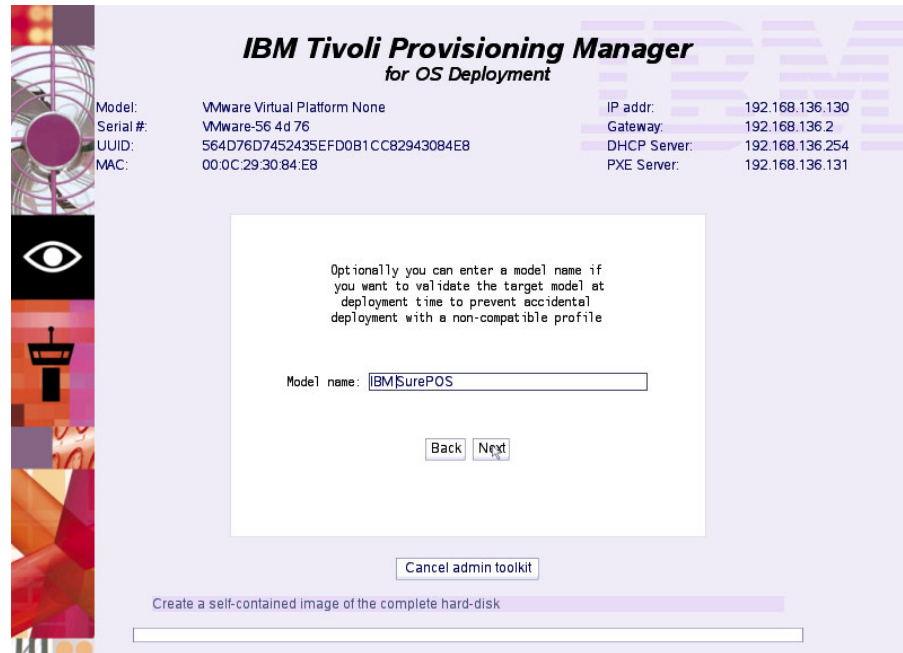 IBM Tivoli Provisioning Manager
for OS Deployment
Model: VMware Virtual Platform None IP addr: 192.168.136.130
Serial #: VMware-56 4d 76 Gateway: 192.168.136.2
UUID: 564D76D7452435EFD0B1CC82943084E8 DHCP Server: 192.168.136.254
MAC: 00:0C:29:30:84:E8 PXE Server: 192.168.136.131
Optionally you can enter a model name if
you want to validate the target model at
deployment time to prevent accidental
deployment with a non-compatible profile
Model name: IBM SurePOS
Back Next
Cancel admin toolkit
Create a self-contained image of the complete hard-disk